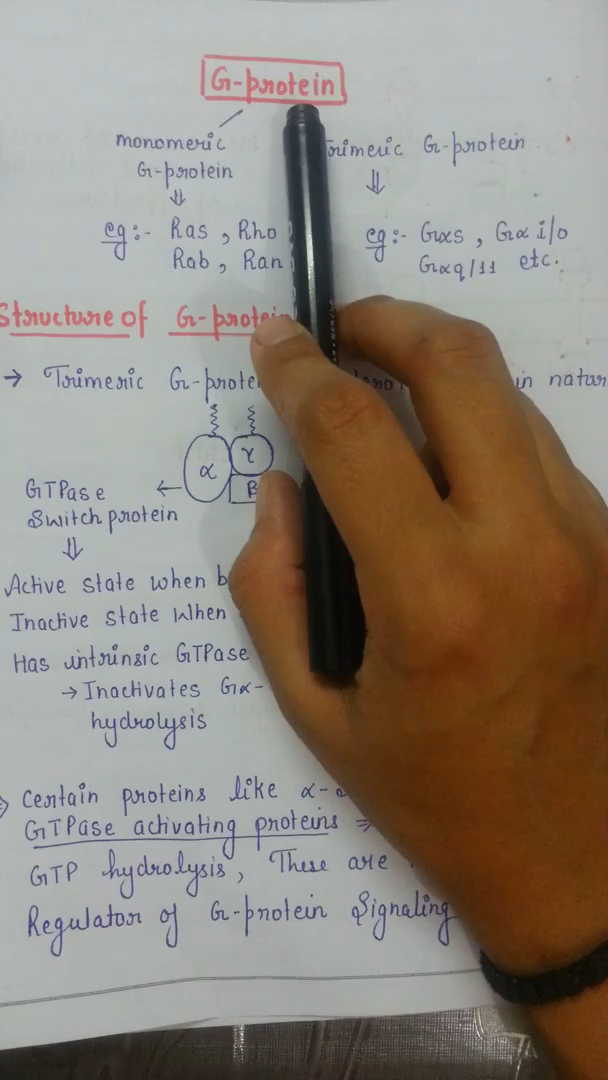 G-protein
monomeric
G-protein
Trimeric G-protein
eg:- Ras , Rho
Rab , Ran
eg:- Gαs , Gα i/o
Gαq/11 etc.
Structure of G-protein
→ Trimeric G-prote in natur
α γ
β
GTPase
Switch protein
Active state when b
Inactive state when
Has intrinsic GTPase
→ Inactivates Gα-
hydrolysis
Certain proteins like α-
GTPase activating proteins ⇒
GTP hydrolysis, These are
Regulator of G-protein Signaling